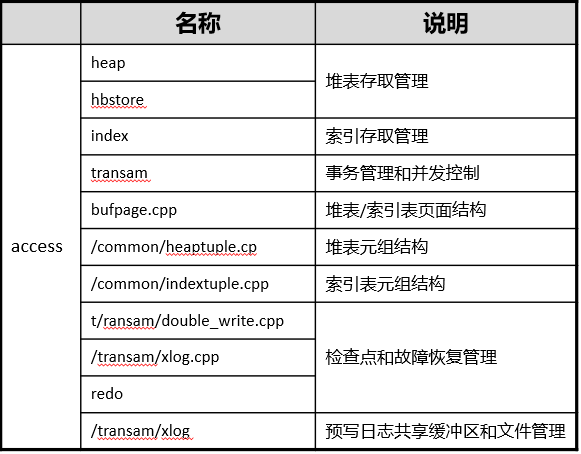 名称 说明
heap
堆表存取管理
hbstore
index 索引存取管理
transam 事务管理和并发控制
bufpage.cpp 堆表/索引表页面结构
access
/common/heaptuple.cp 堆表元组结构
/common/indextuple.cpp 索引表元组结构
t/ransam/double_write.cpp
/transam/xlog.cpp 检查点和故障恢复管理
redo
/transam/xlog 预写日志共享缓冲区和文件管理